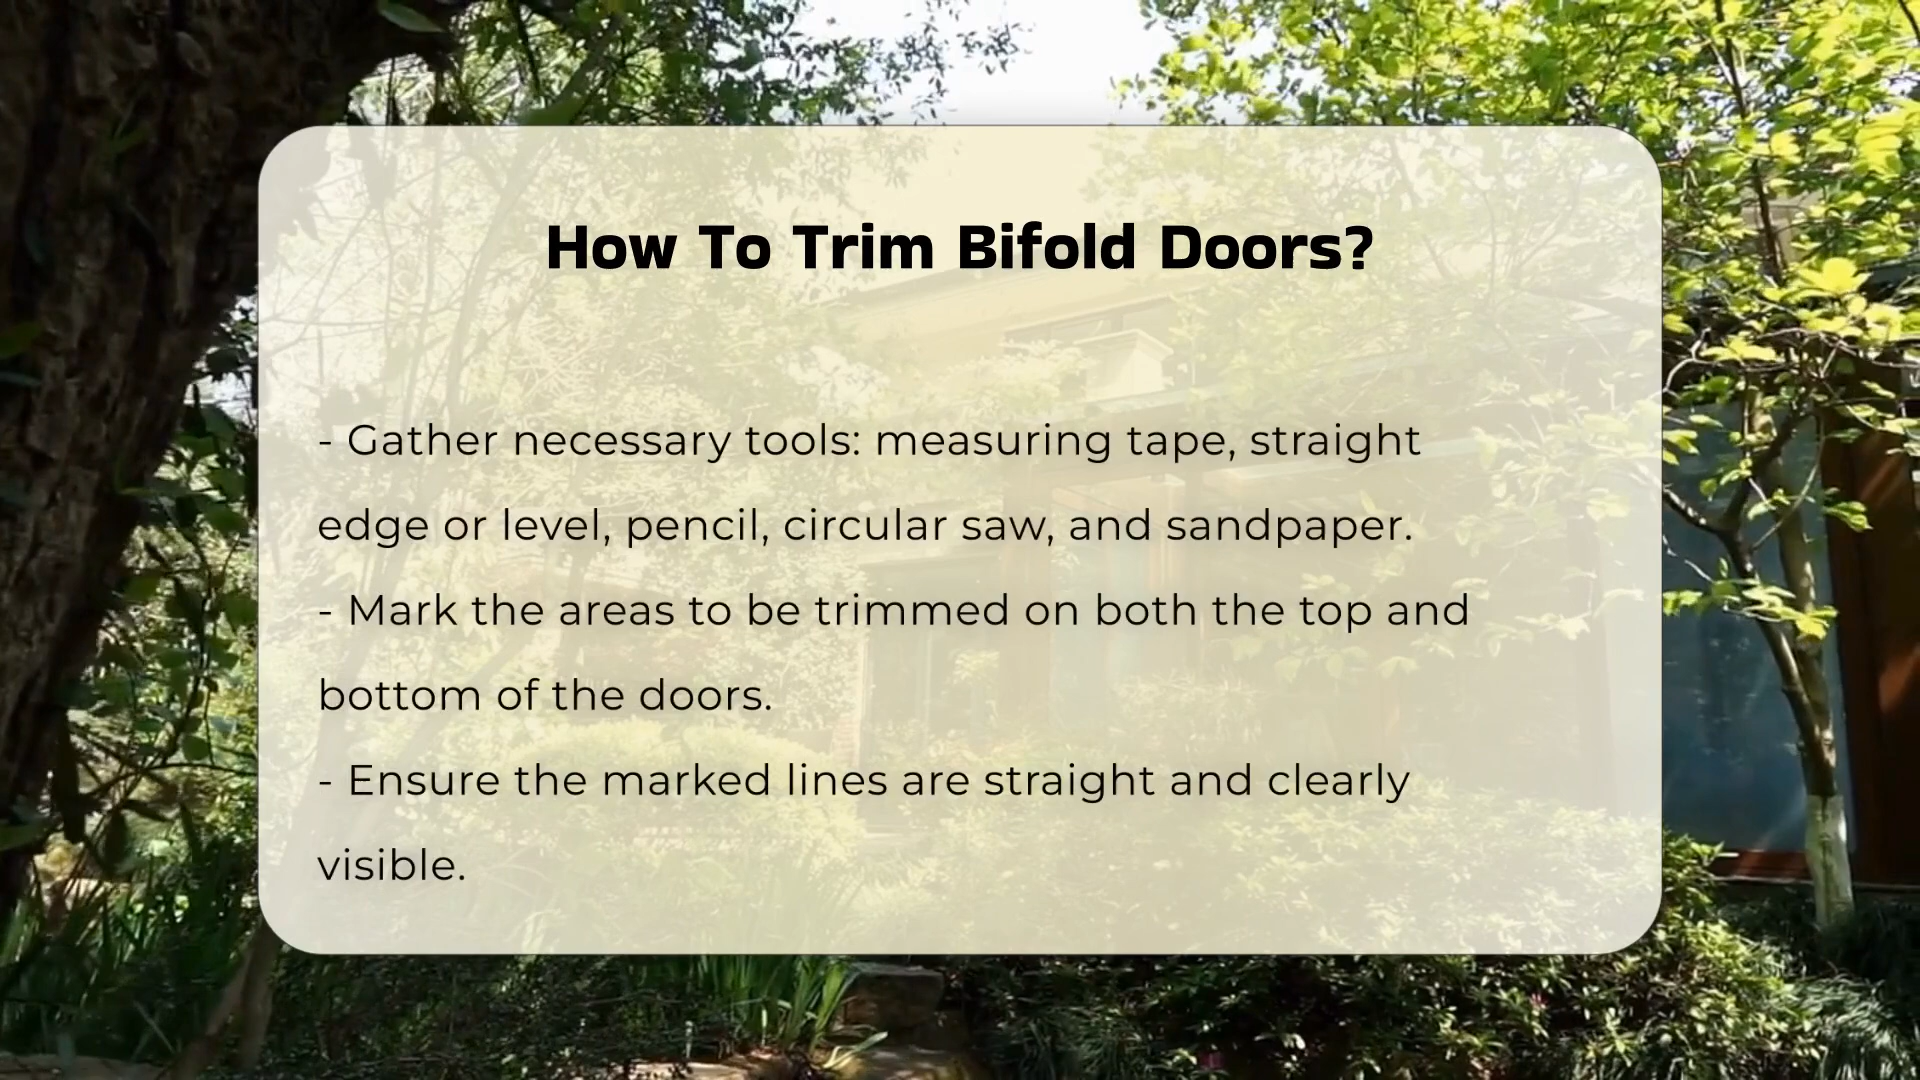 How To Trim Bifold Doors?
- Gather necessary tools: measuring tape, straight
edge or level, pencil, circular saw, and sandpaper.
- Mark the areas to be trimmed on both the top and
bottom of the doors.
- Ensure the marked lines are straight and clearly
visible.